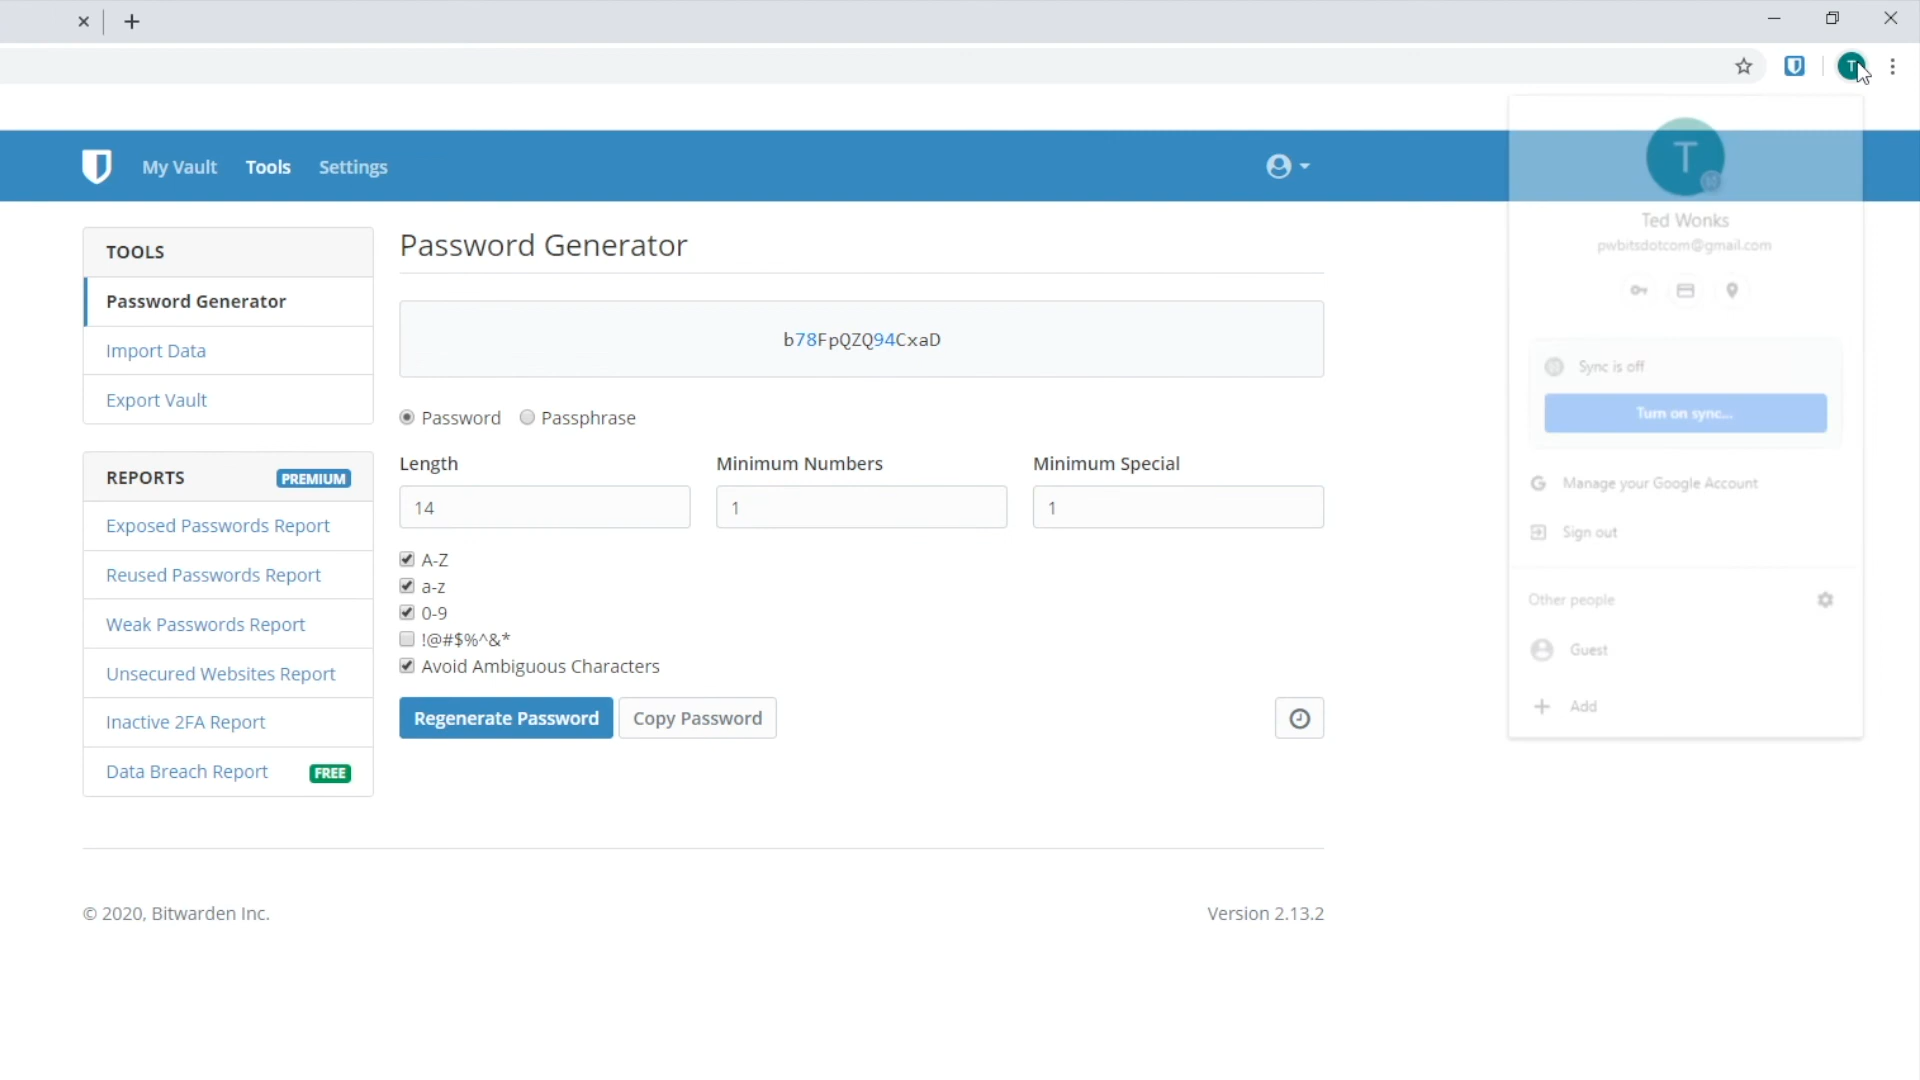 T
My Vault Tools Settings
T
Ted Wonks
pwbitsdotcom@gmail.com
TOOLS
Password Generator
Import Data
Export Vault
REPORTS PREMIUM
Exposed Passwords Report
Reused Passwords Report
Weak Passwords Report
Unsecured Websites Report
Inactive 2FA Report
Data Breach Report FREE
Password Generator
b78FpQZQ94CxaD
Password Passphrase
Length Minimum Numbers Minimum Special
14 1 1
A-Z
a-z
0-9
!@#$%^&*
Avoid Ambiguous Characters
Regenerate Password Copy Password
Sync is off
Turn on sync...
G Manage your Google Account
Sign out
Other people
Guest
Add
© 2020, Bitwarden Inc. Version 2.13.2